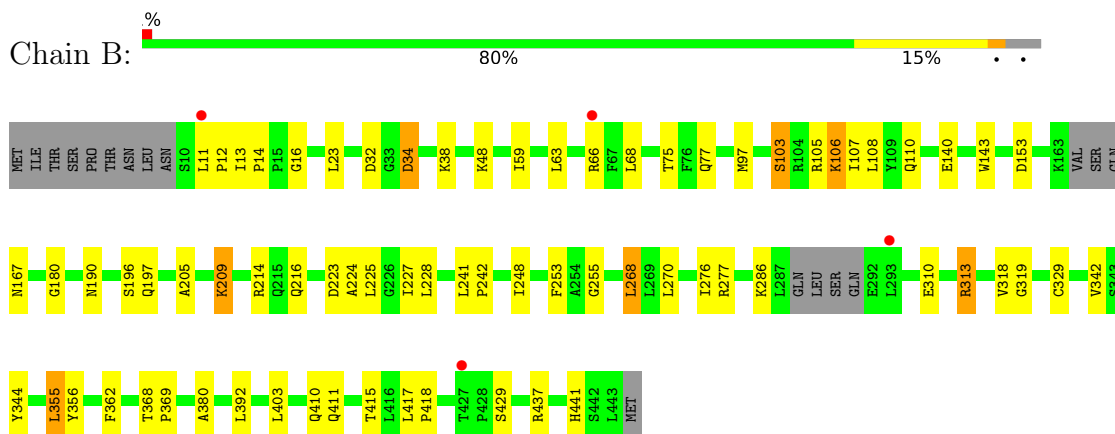 %
Chain B:
80% 15% . .
MET ILE THR SER PRO THR ASN LEU ASN S10 L11 P12 I13 P14 P15 G16 L23 D32 G33 D34 K38 K48 I59 L63 R66 F67 L68 T75 F76 Q77 M97 S103 R104 R105 K106 I107 L108 Y109 Q110 E140 W143 D153 K163 VAL SER GLN
N167 G180 N190 S196 Q197 A205 K209 R214 Q215 Q216 D223 A224 L225 G226 I227 L228 L241 P242 I248 F253 A254 G255 L268 L269 L270 I276 R277 K286 L287 GLN LEU SER GLN E292 L293 E310 R313 V318 G319 C329 V342 S343
Y344 L355 Y356 F362 T368 P369 A380 L392 L403 Q410 Q411 T415 L416 L417 P418 T427 P428 S429 R437 H441 S442 L443 MET